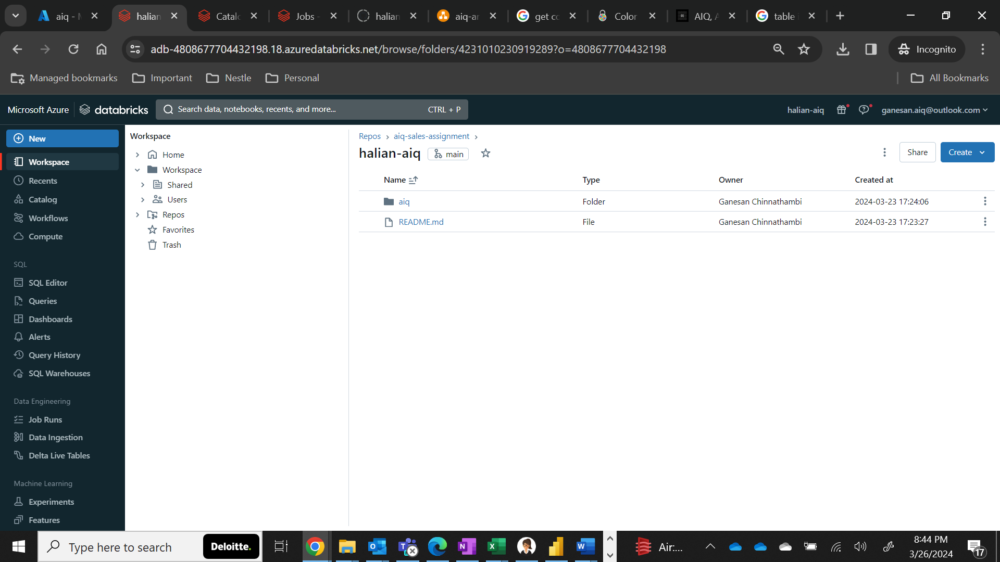 aiq - M
halian
Catalo
Jobs -
halian
aiq-ar
get co
Color
AIQ, A
table i
adb-4808677704432198.18.azuredatabricks.net/browse/folders/4231010230919289?o=4808677704432198
Incognito
Managed bookmarks
Important
Nestle
Personal
All Bookmarks
Microsoft Azure
databricks
Search data, notebooks, recents, and more...
CTRL + P
halian-aiq
ganesan.aiq@outlook.com
New
Workspace
Recents
Catalog
Workflows
Compute
SQL
SQL Editor
Queries
Dashboards
Alerts
Query History
SQL Warehouses
Data Engineering
Job Runs
Data Ingestion
Delta Live Tables
Machine Learning
Experiments
Features
Workspace
Home
Workspace
Shared
Users
Repos
Favorites
Trash
Repos > aiq-sales-assignment >
halian-aiq
main
Share
Create
Name Type Owner Created at
aiq Folder Ganesan Chinnathambi 2024-03-23 17:24:06
README.md File Ganesan Chinnathambi 2024-03-23 17:23:27
Type here to search
Deloitte.
Air:...
8:44 PM
3/26/2024
17